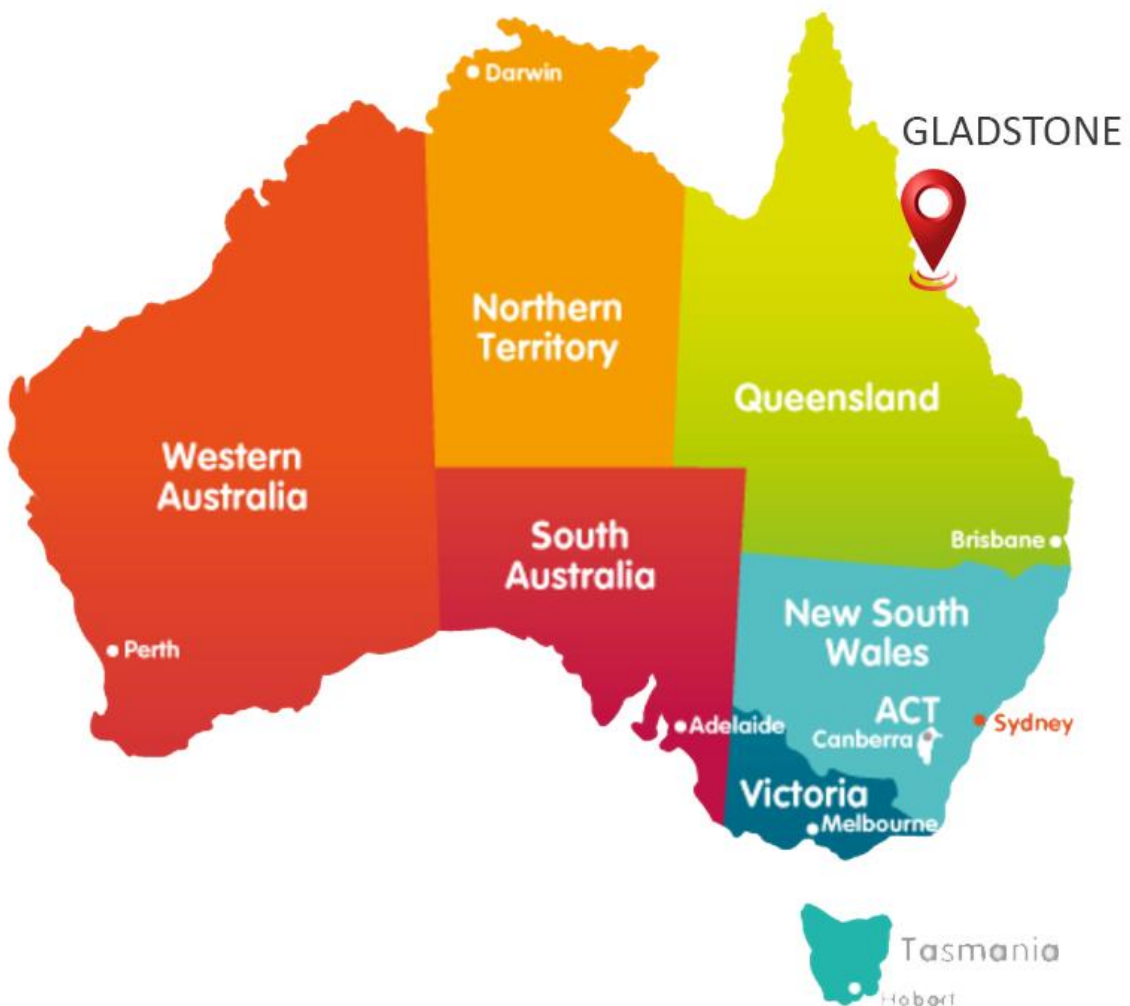 Darwin
GLADSTONE
Northern
Territory
Queensland
Western
Australia
South
Australia
Brisbane
New South
Wales
Perth
ACT
Adelaide
Sydney
Canberra
Victoria
Melbourne
Tasmania
Hobart